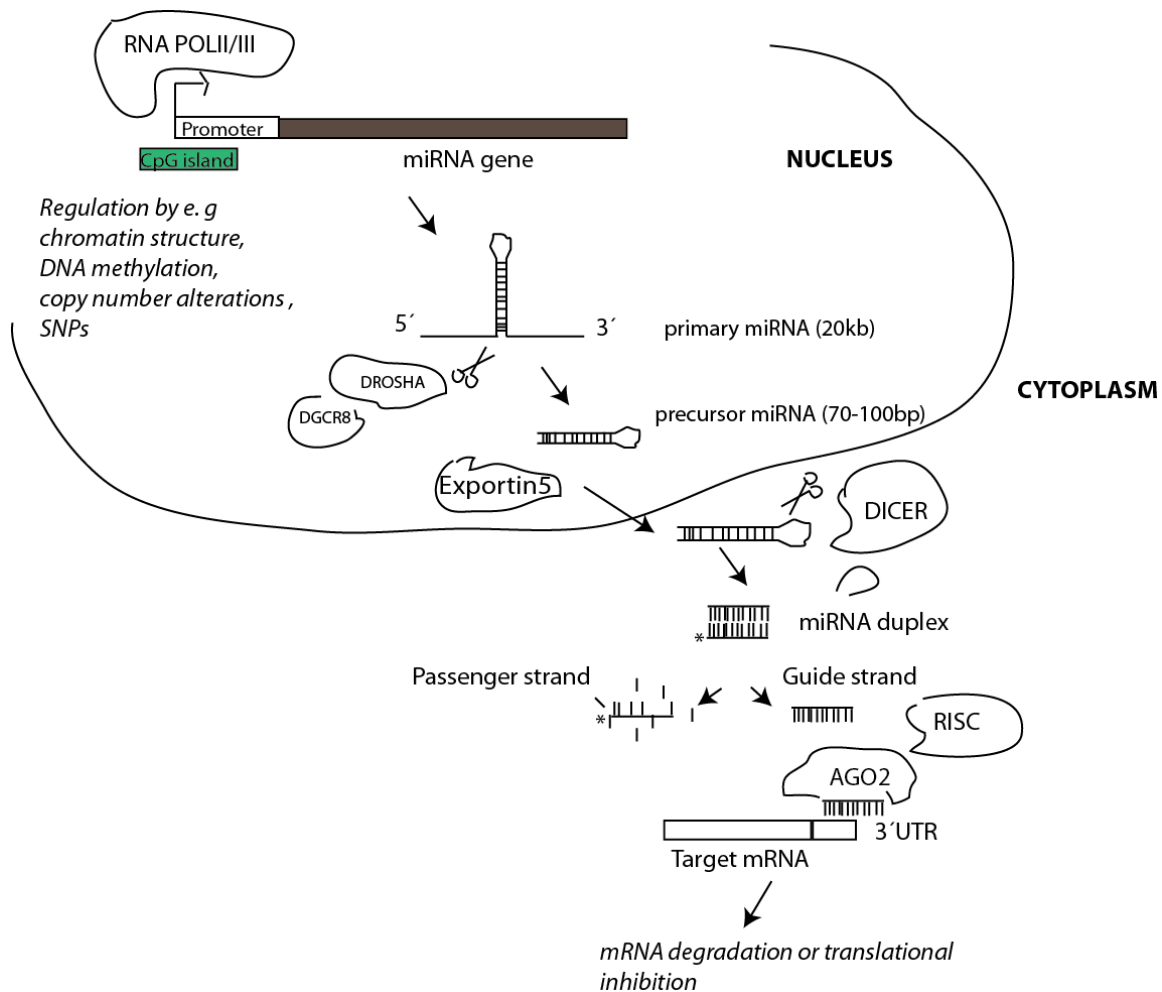 RNA POLII/III
Promoter
CpG island
miRNA gene
NUCLEUS
Regulation by e. g
chromatin structure,
DNA methylation,
copy number alterations ,
SNPs
5´
3´
primary miRNA (20kb)
DROSHA
DGCR8
CYTOPLASM
precursor miRNA (70-100bp)
Exportin5
DICER
miRNA duplex
*
Passenger strand
Guide strand
*
RISC
AGO2
3´UTR
Target mRNA
mRNA degradation or translational
inhibition